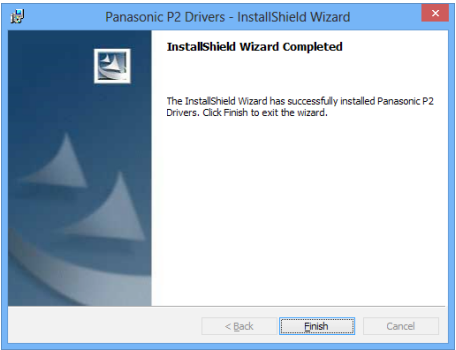 Panasonic P2 Drivers - InstallShield Wizard
InstallShield Wizard Completed
The InstallShield Wizard has successfully installed Panasonic P2
Drivers. Click Finish to exit the wizard.
< Back Finish Cancel